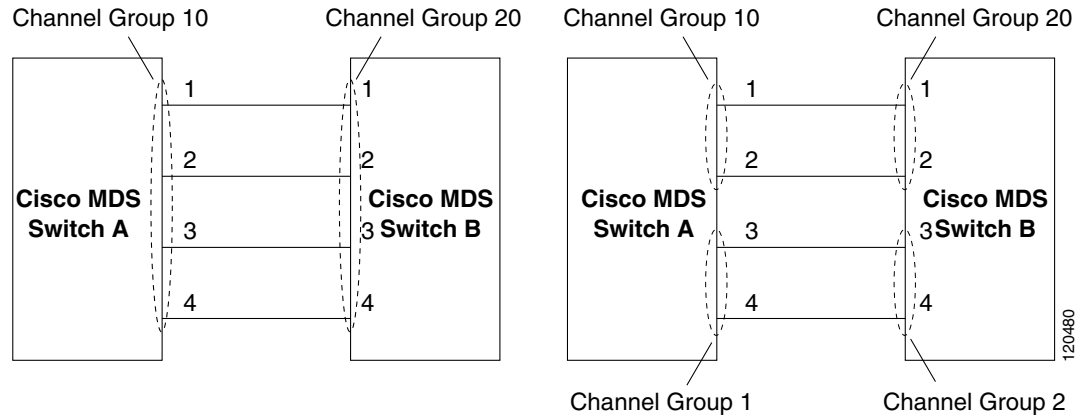 Channel Group 10
Channel Group 20
1
1
2
2
Cisco MDS
Switch A
Cisco MDS
Switch B
3
3
4
4
Channel Group 10
Channel Group 20
1
1
2
2
Cisco MDS
Switch A
Cisco MDS
Switch B
3
3
4
4
Channel Group 1
Channel Group 2
120480